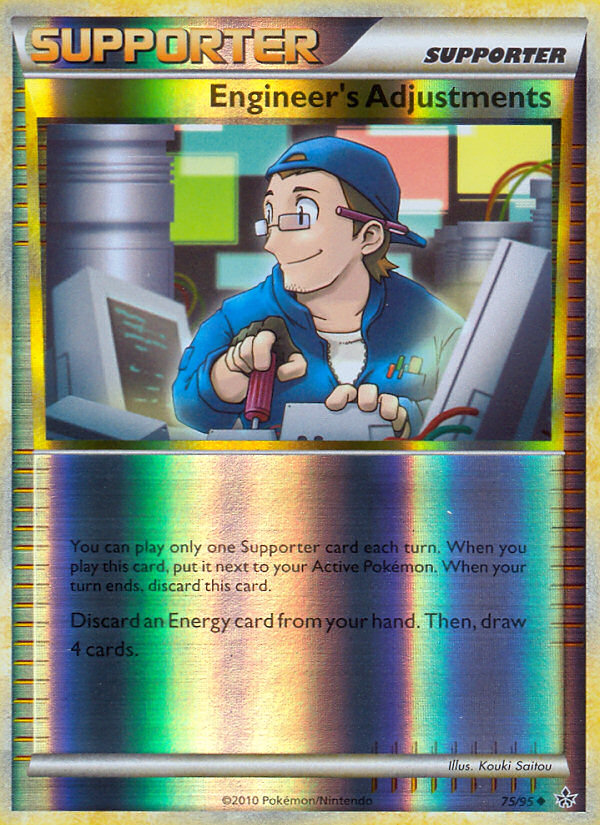 SUPPORTER
SUPPORTER
Engineer's Adjustments
You can play only one Supporter card each turn. When you
play this card, put it next to your Active Pokémon. When your
turn ends, discard this card.
Discard an Energy card from your hand. Then, draw
4 cards.
Illus. Kouki Saitou
©2010 Pokémon/Nintendo
75/95